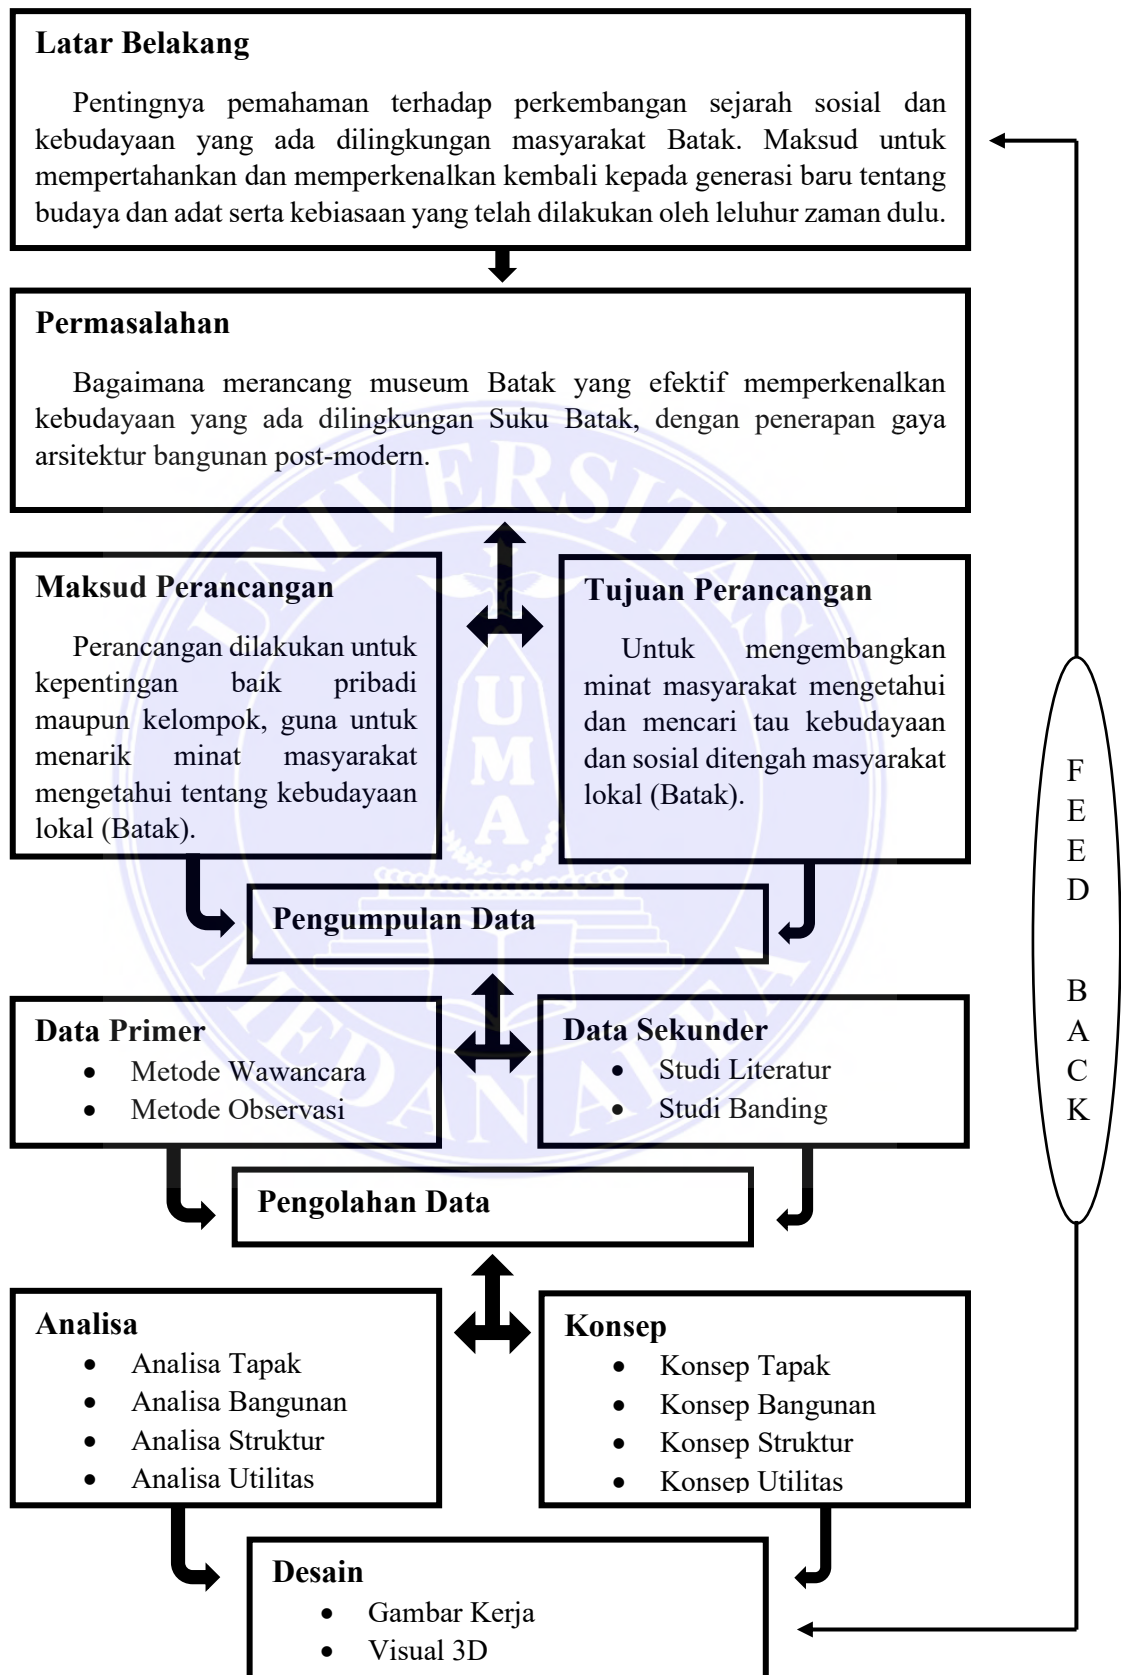 Latar Belakang
Pentingnya pemahaman terhadap perkembangan sejarah sosial dan
kebudayaan yang ada dilingkungan masyarakat Batak. Maksud untuk
mempertahankan dan memperkenalkan kembali kepada generasi baru tentang
budaya dan adat serta kebiasaan yang telah dilakukan oleh leluhur zaman dulu.
Permasalahan
Bagaimana merancang museum Batak yang efektif memperkenalkan
kebudayaan yang ada dilingkungan Suku Batak, dengan penerapan gaya
arsitektur bangunan post-modern.
Maksud Perancangan
Perancangan dilakukan untuk
kepentingan baik pribadi
maupun kelompok, guna untuk
menarik minat masyarakat
mengetahui tentang kebudayaan
lokal (Batak).
Tujuan Perancangan
Untuk mengembangkan
minat masyarakat mengetahui
dan mencari tau kebudayaan
dan sosial ditengah masyarakat
lokal (Batak).
Pengumpulan Data
Data Primer
• Metode Wawancara
• Metode Observasi
Data Sekunder
• Studi Literatur
• Studi Banding
Pengolahan Data
Analisa
• Analisa Tapak
• Analisa Bangunan
• Analisa Struktur
• Analisa Utilitas
Konsep
• Konsep Tapak
• Konsep Bangunan
• Konsep Struktur
• Konsep Utilitas
Desain
• Gambar Kerja
• Visual 3D
F
E
E
D
B
A
C
K
UNIVERSITAS
U
M
A
MEDAN AREA